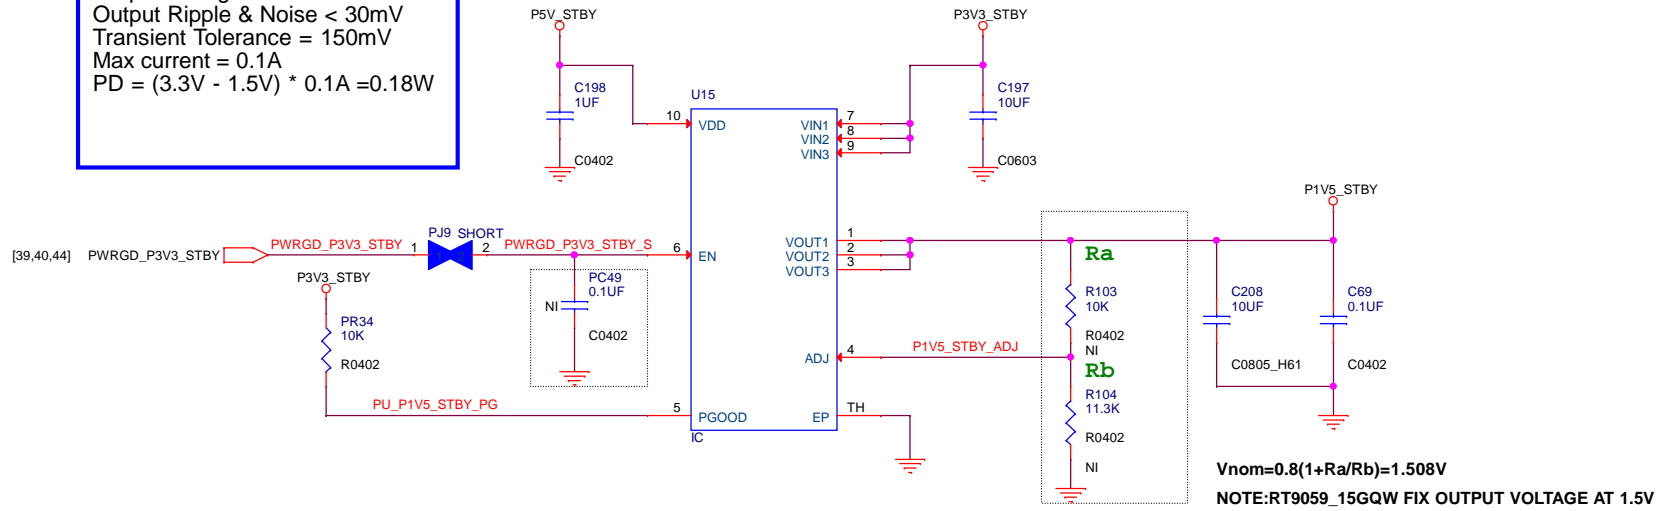 Output Ripple & Noise < 30mV
Transient Tolerance = 150mV
Max current = 0.1A
PD = (3.3V - 1.5V) * 0.1A =0.18W
P5V_STBY
P3V3_STBY
C198
1UF
C0402
C197
10UF
C0603
U15
10
VDD
VIN1
7
VIN2
8
VIN3
9
P1V5_STBY
[39,40,44]
PWRGD_P3V3_STBY
PWRGD_P3V3_STBY
1
PJ9
SHORT
2
PWRGD_P3V3_STBY_S
6
EN
VOUT1
1
VOUT2
2
VOUT3
3
Ra
R103
10K
R0402
NI
C208
10UF
C0805_H61
C69
0.1UF
C0402
P3V3_STBY
PR34
10K
R0402
PC49
0.1UF
NI
C0402
ADJ
4
P1V5_STBY_ADJ
Rb
R104
11.3K
R0402
NI
PU_P1V5_STBY_PG
5
PGOOD
EP
TH
IC
Vnom=0.8(1+Ra/Rb)=1.508V
NOTE:RT9059_15GQW FIX OUTPUT VOLTAGE AT 1.5V